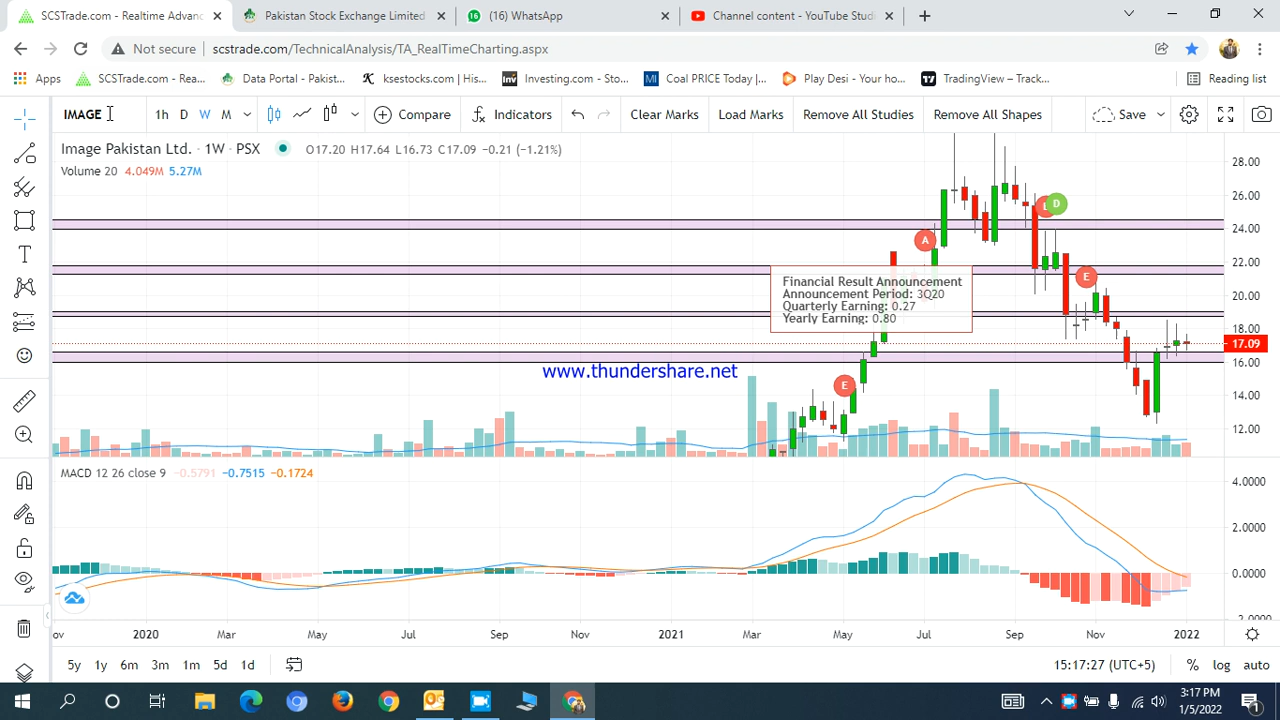 SCSTrade.com - Realtime Advanc
Pakistan Stock Exchange Limited
(16) WhatsApp
Channel content - YouTube Studi
Not secure
scstrade.com/TechnicalAnalysis/TA_RealTimeCharting.aspx
Apps
SCSTrade.com - Rea...
Data Portal - Pakist...
ksestocks.com | His...
Investing.com - Sto...
Coal PRICE Today |...
Play Desi - Your ho...
TradingView – Track...
Reading list
IMAGE
1h D W M
Compare
Indicators
Clear Marks
Load Marks
Remove All Studies
Remove All Shapes
Save
Image Pakistan Ltd. · 1W · PSX
O17.20 H17.64 L16.73 C17.09 −0.21 (−1.21%)
Volume 20 4.049M 5.27M
28.00
26.00
24.00
22.00
20.00
18.00
17.09
16.00
14.00
12.00
A
D
E
E
Financial Result Announcement
Announcement Period: 3Q20
Quarterly Earning: 0.27
Yearly Earning: 0.80
www.thundershare.net
MACD 12 26 close 9 −0.5791 −0.7515 −0.1724
4.0000
2.0000
0.0000
-2.0000
ov 2020 Mar May Jul Sep Nov 2021 Mar May Jul Sep Nov 2022
5y 1y 6m 3m 1m 5d 1d
15:17:27 (UTC+5)
% log auto
3:17 PM
1/5/2022
1